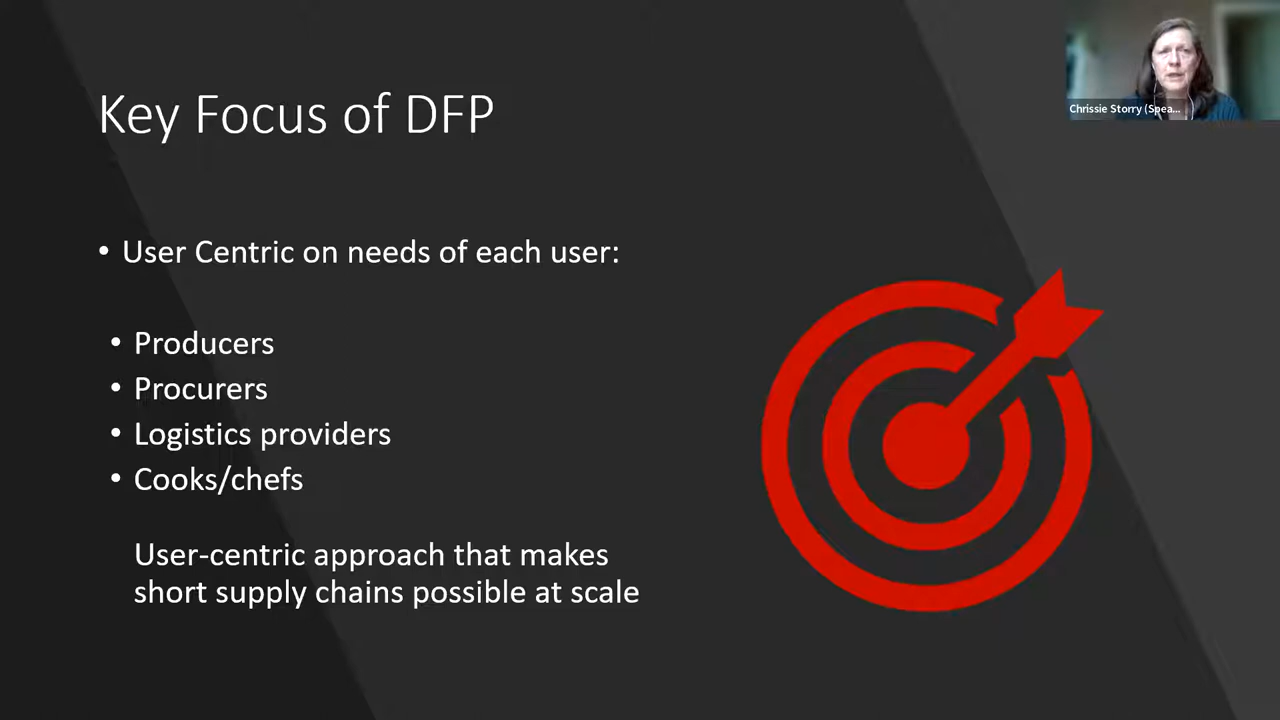 Key Focus of DFP
Chrissie Storry (Spea...
• User Centric on needs of each user:
• Producers
• Procurers
• Logistics providers
• Cooks/chefs
User-centric approach that makes
short supply chains possible at scale